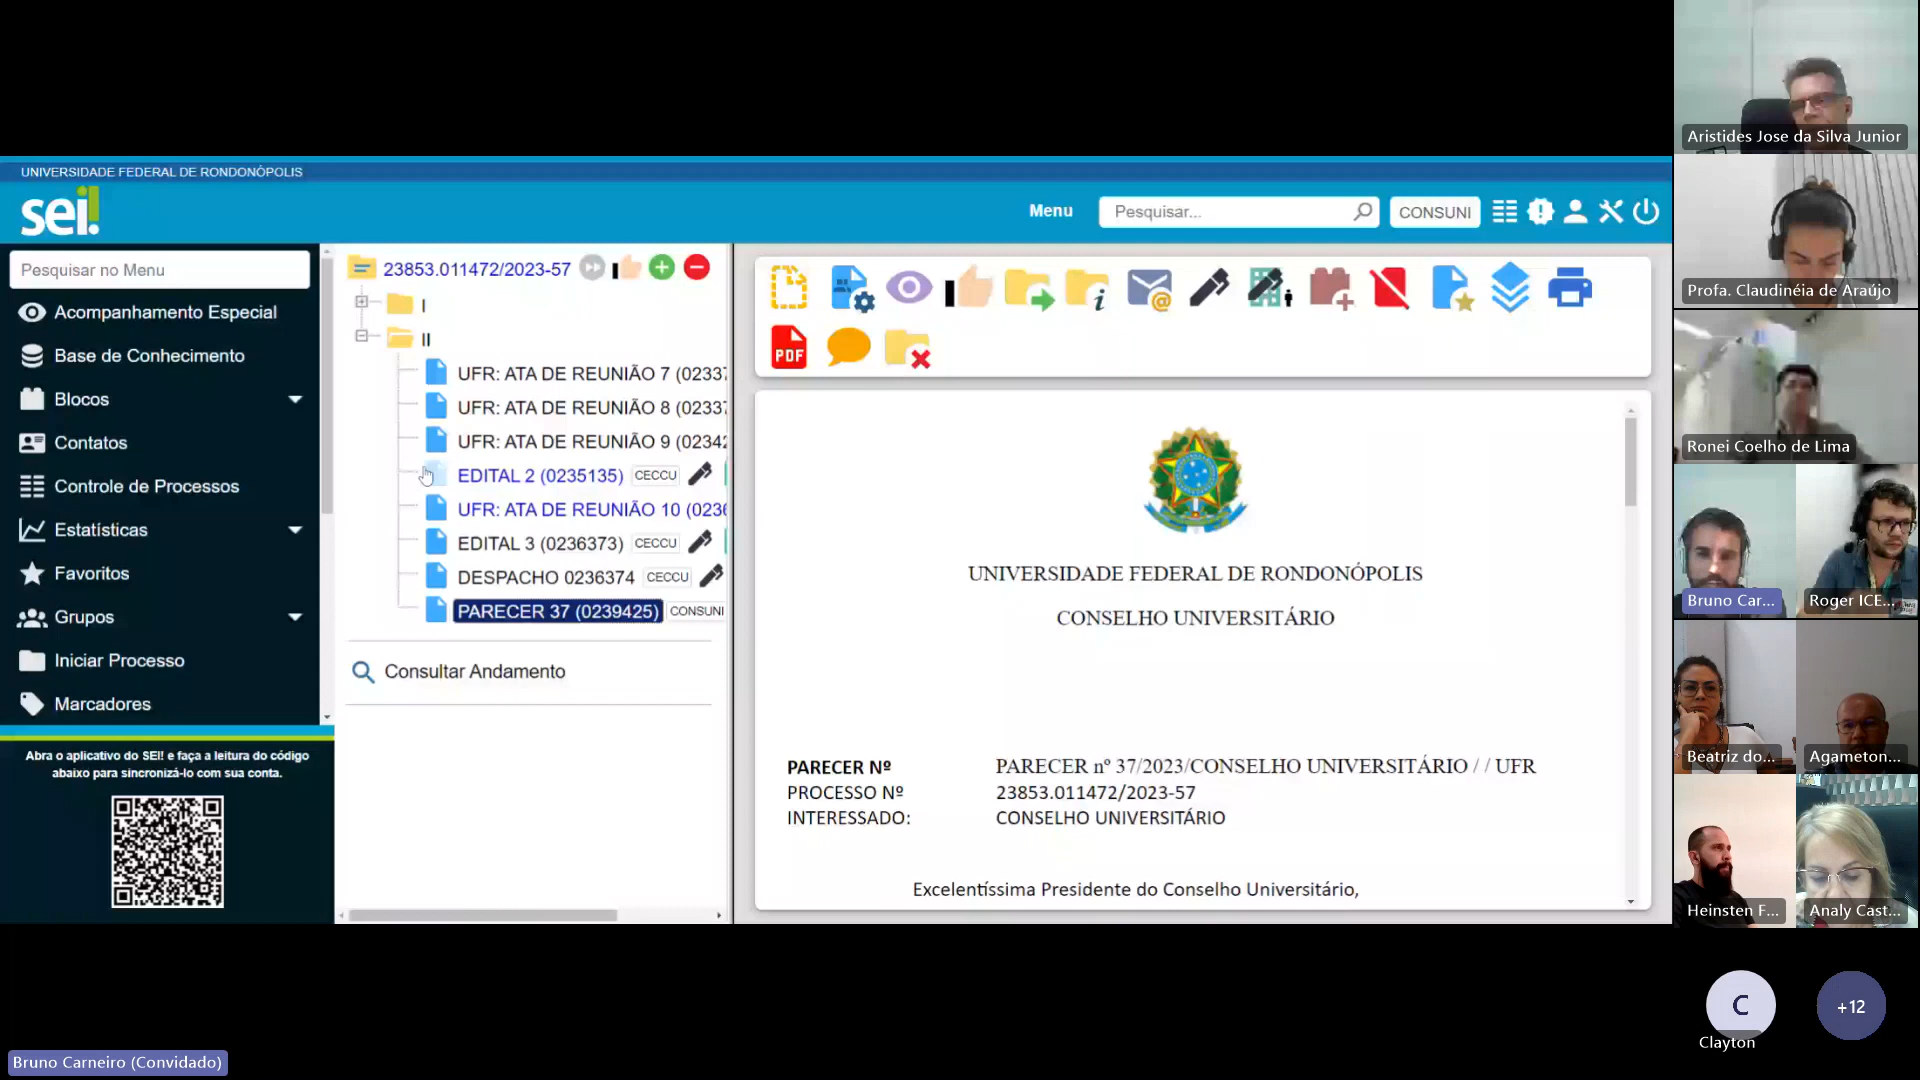 UNIVERSIDADE FEDERAL DE RONDONÓPOLIS
sei!
Menu
Pesquisar...
CONSUNI
Pesquisar no Menu
Acompanhamento Especial
Base de Conhecimento
Blocos
Contatos
Controle de Processos
Estatísticas
Favoritos
Grupos
Iniciar Processo
Marcadores
Abra o aplicativo do SEI! e faça a leitura do código
abaixo para sincronizá-lo com sua conta.
23853.011472/2023-57
I
II
UFR: ATA DE REUNIÃO 7 (02337
UFR: ATA DE REUNIÃO 8 (02337
UFR: ATA DE REUNIÃO 9 (02342
EDITAL 2 (0235135) CECCU
UFR: ATA DE REUNIÃO 10 (0236
EDITAL 3 (0236373) CECCU
DESPACHO 0236374 CECCU
PARECER 37 (0239425) CONSUNI
Consultar Andamento
PDF
UNIVERSIDADE FEDERAL DE RONDONÓPOLIS
CONSELHO UNIVERSITÁRIO
PARECER Nº PARECER nº 37/2023/CONSELHO UNIVERSITÁRIO / / UFR
PROCESSO Nº 23853.011472/2023-57
INTERESSADO: CONSELHO UNIVERSITÁRIO
Excelentíssima Presidente do Conselho Universitário,
Aristides Jose da Silva Junior
Profa. Claudinéia de Araújo
Ronei Coelho de Lima
Bruno Car...
Roger ICE...
Beatriz do...
Agameton...
Heinsten F...
Analy Cast...
C
Clayton
+12
Bruno Carneiro (Convidado)